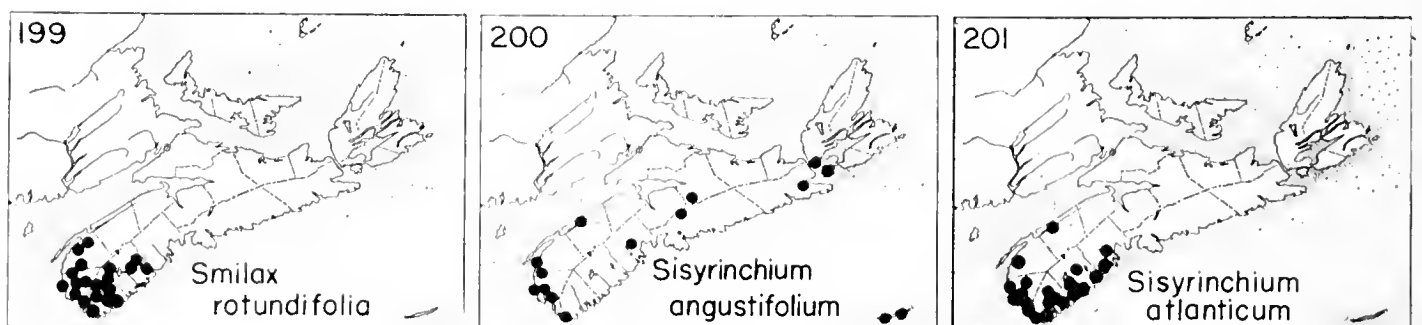 199
Smilax
rotundifolia
200
Sisyrinchium
angustifolium
201
Sisyrinchium
atlanticum